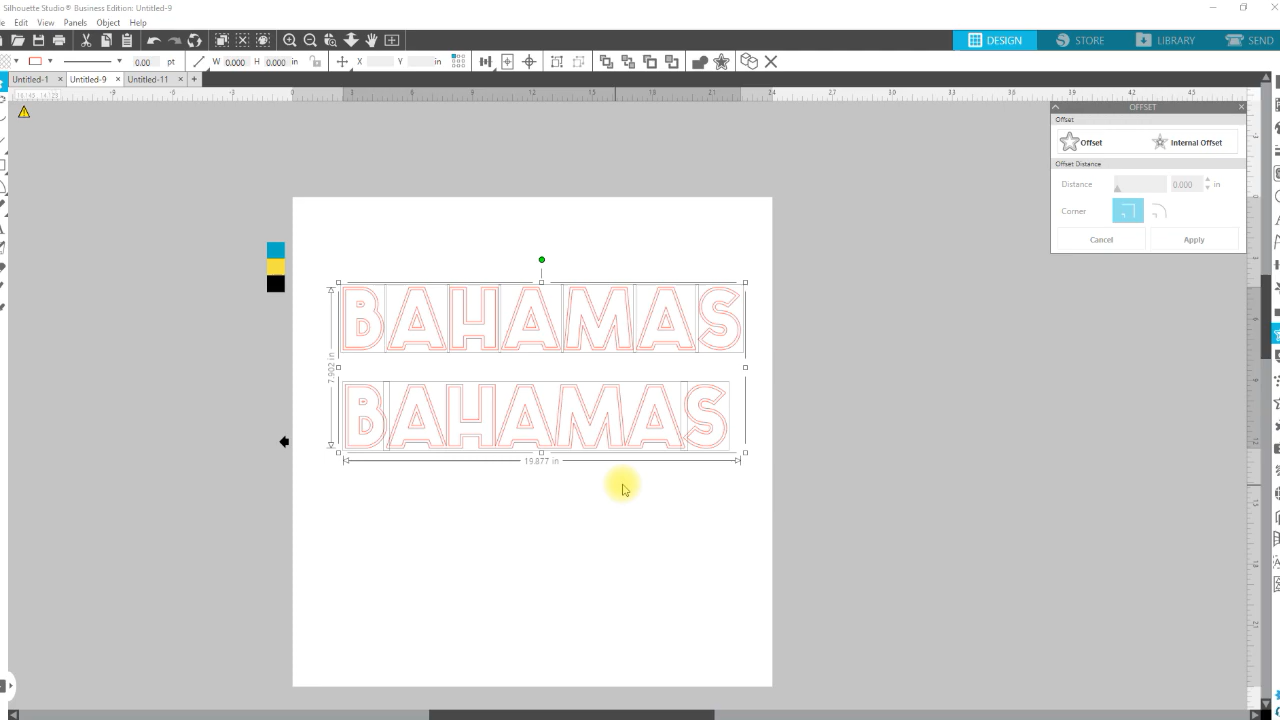 Silhouette Studio® Business Edition: Untitled-9
Edit View Panels Object Help
DESIGN STORE LIBRARY SEND
0.00 pt W 0.000 H 0.000 in X Y in
Untitled-1 Untitled-9 Untitled-11
OFFSET
Offset
Offset Internal Offset
Offset Distance
Distance 0.000 in
Corner
Cancel Apply
BAHAMAS
7.902 in
BAHAMAS
19.877 in